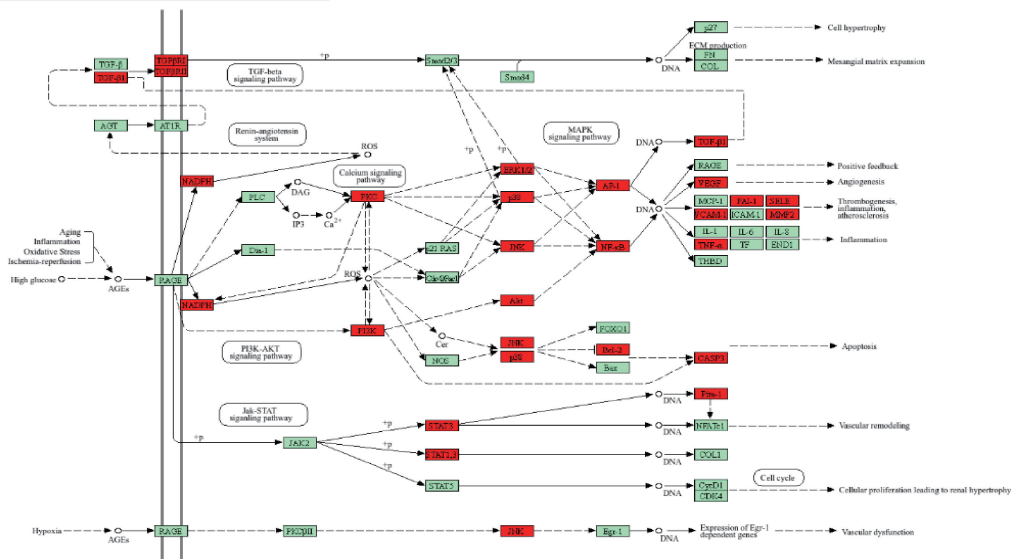 p27
Cell hypertrophy
ECM production
FN
COL
DNA
Mesangial matrix expansion
TGF-β
TGF-β1
TGFβRI
TGFβRII
+p
Smad2/3
Smad4
TGF-beta
signaling pathway
AGT
AT1R
Renin-angiotensin
system
MAPK
signaling pathway
+p
+p
DNA
TGF-β1
ROS
NADPH
Calcium signaling
pathway
PLC
DAG
IP3
Ca2+
PKC
ERK1/2
p38
AP-1
RAGE
Positive feedback
VEGF
Angiogenesis
DNA
MCP-1
PAI-1
SELE
VCAM-1
ICAM-1
MMP2
Thrombogenesis,
inflammation,
atherosclerosis
Aging
Inflammation
Oxidative Stress
Ischemia-reperfusion
High glucose
AGEs
RAGE
Dia-1
p21 RAS
JNK
NF-κB
IL-1
IL-6
IL-8
TNF-α
TF
END1
Inflammation
THBD
ROS
NADPH
Akt
PI3K
PI3K-AKT
signaling pathway
Cer
NOS
JNK
p38
FOXO1
Bcl-2
Bax
CASP3
Apoptosis
Jak-STAT
signaling pathway
+p
JAK2
+p
STAT3
DNA
Pim-1
DNA
NFATc1
Vascular remodeling
+p
STAT1,3
DNA
COL1
+p
STAT5
DNA
CycD1
CDK4
Cell cycle
Cellular proliferation leading to renal hypertrophy
Hypoxia
AGEs
RAGE
PKCβII
JNK
Egr-1
DNA
Expression of Egr-1
dependent genes
Vascular dysfunction